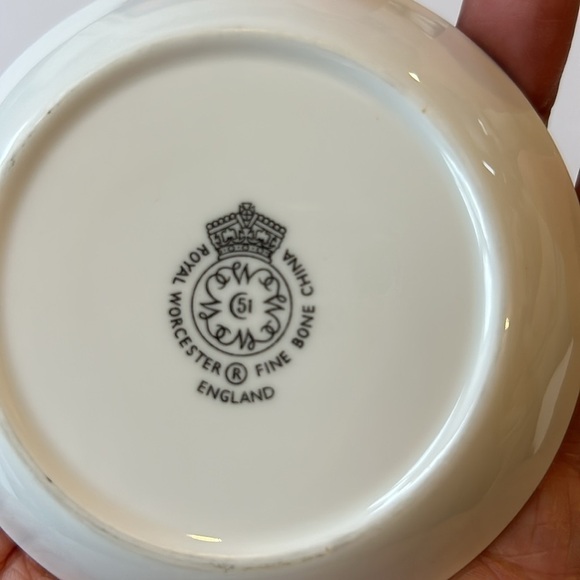 ROYAL WORCESTER ® FINE BONE CHINA
51
ENGLAND